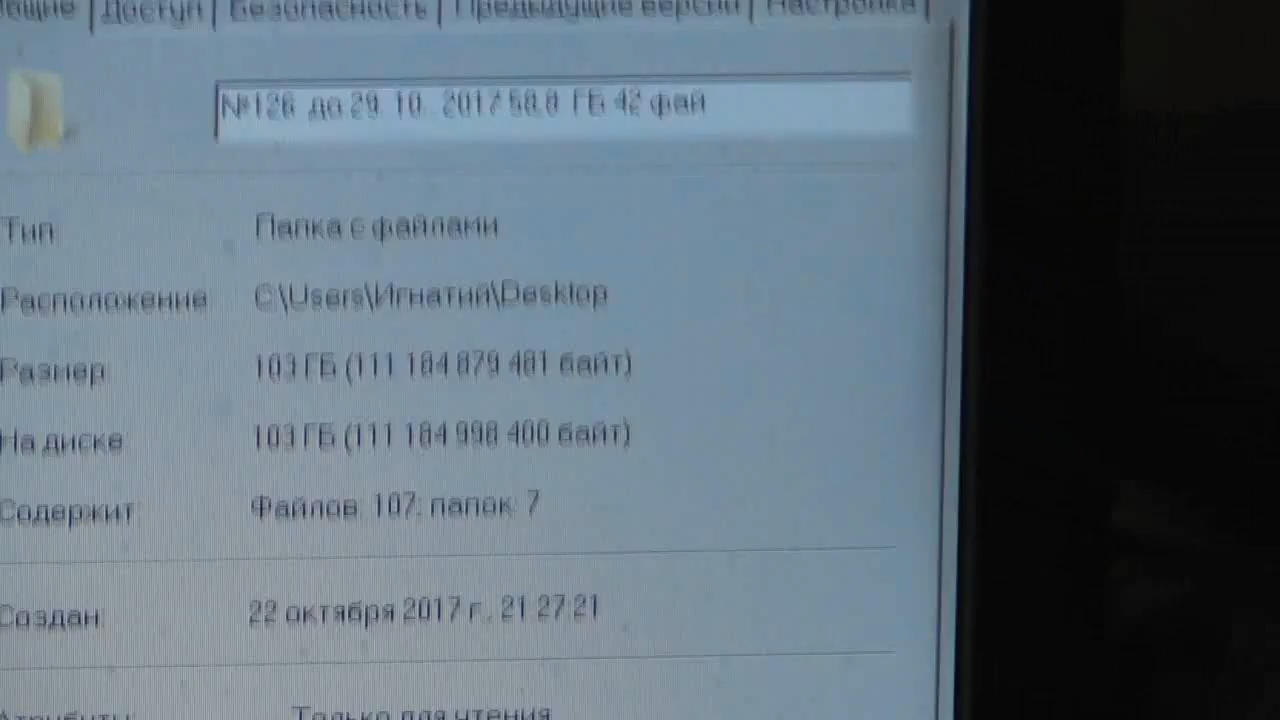 Общие Доступ Безопасность Предыдущие версии Настройка
№126 до 29. 10. 2017 58,8 ГБ 42 фай
Тип: Папка с файлами
Расположение: C:\Users\Игнатий\Desktop
Размер: 103 ГБ (111 184 879 481 байт)
На диске: 103 ГБ (111 184 998 400 байт)
Содержит: Файлов: 107; папок: 7
Создан: 22 октября 2017 г., 21:27:21
Атрибуты: Только для чтения